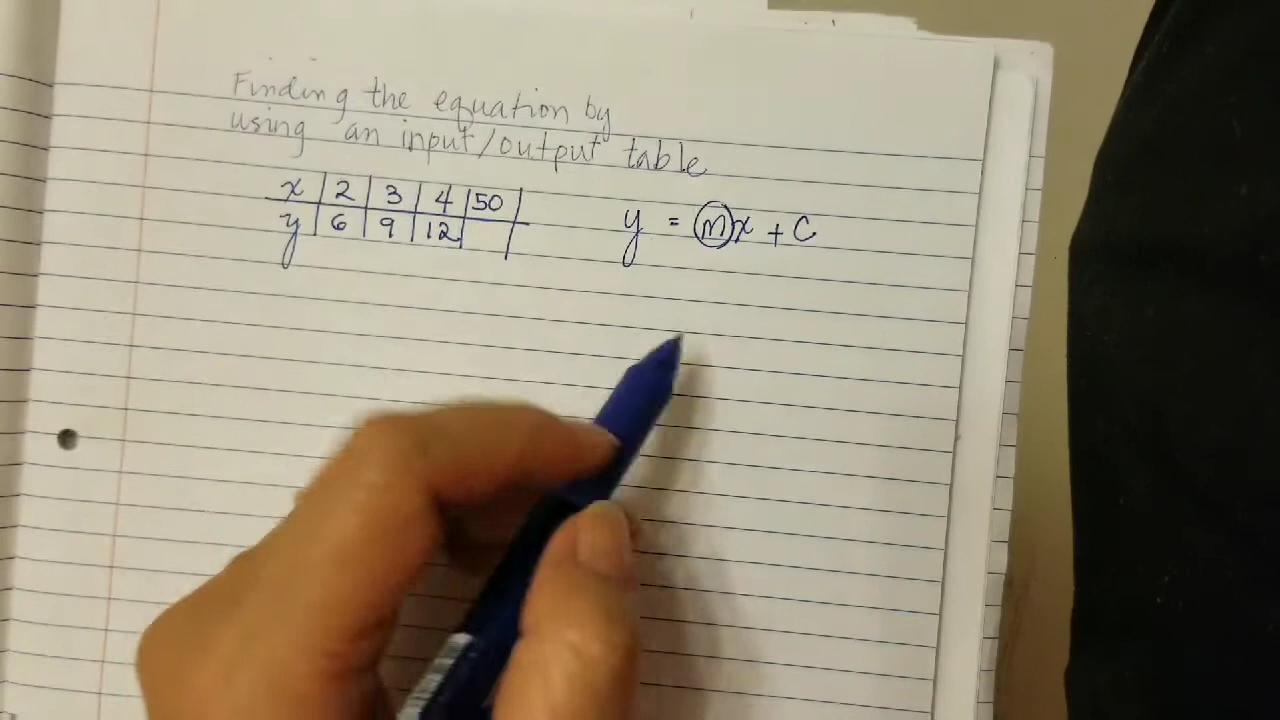 Finding the equation by
using an input/output table
x 2 3 4 50
y 6 9 12
y = mx + c